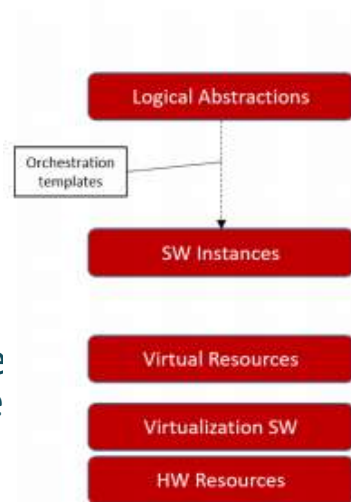 Logical Abstractions
Orchestration
templates
SW Instances
Virtual Resources
Virtualization SW
HW Resources